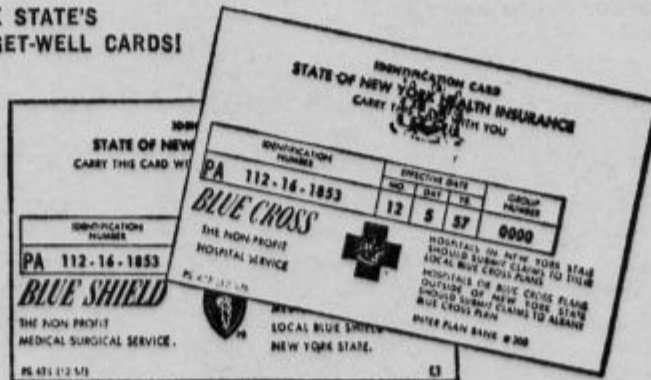 STATE'S
GET-WELL CARDS!
IDENTIFICATION CARD
STATE OF NEW YORK HEALTH INSURANCE
CARRY WITH YOU
IDENTIFICATION NUMBER
EFFECTIVE DATE
MO. DAY YR.
GROUP NUMBER
PA 112-16-1853
12 5 57
0000
BLUE CROSS
THE NON-PROFIT
HOSPITAL SERVICE
HOSPITALS IN NEW YORK STATE
SHOULD SUBMIT CLAIMS TO THEIR
LOCAL BLUE CROSS PLANS
HOSPITALS OR BLUE CROSS PLANS
OUTSIDE OF NEW YORK STATE
SHOULD SUBMIT CLAIMS TO ALBANY
BLUE CROSS PLAN
INTER PLAN BANK #
STATE OF NEW
CARRY THIS CARD
IDENTIFICATION NUMBER
PA 112-16-1853
BLUE SHIELD
THE NON PROFIT
MEDICAL SURGICAL SERVICE.
LOCAL BLUE SHIELD
NEW YORK STATE.